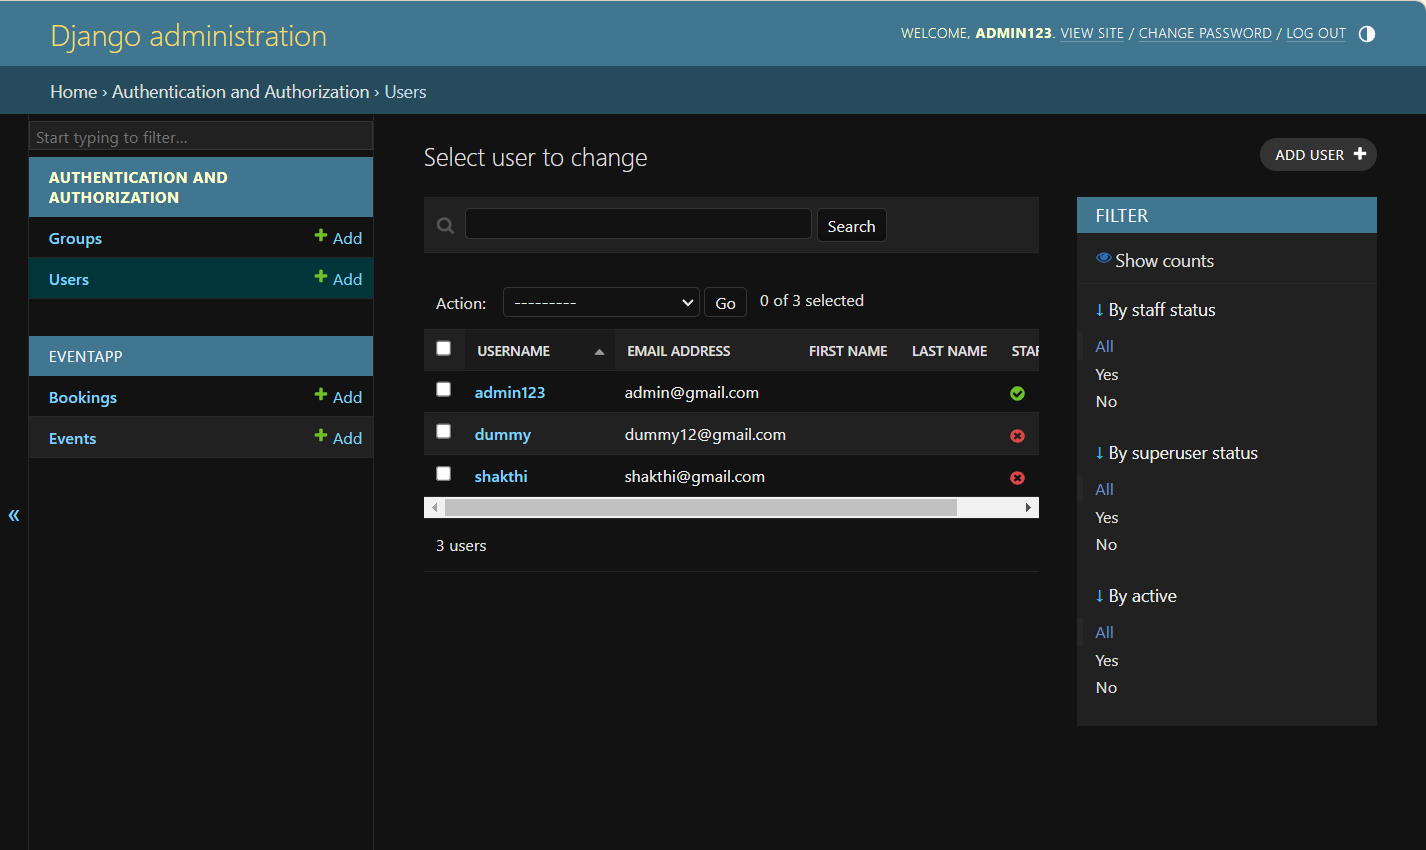 Django administration
WELCOME, ADMIN123. VIEW SITE / CHANGE PASSWORD / LOG OUT
Home › Authentication and Authorization › Users
Start typing to filter...
AUTHENTICATION AND
AUTHORIZATION
Groups
Add
Users
Add
EVENTAPP
Bookings
Add
Events
Add
«
Select user to change
ADD USER
Search
Action:
---------
Go
0 of 3 selected
USERNAME EMAIL ADDRESS FIRST NAME LAST NAME STAF
admin123 admin@gmail.com
dummy dummy12@gmail.com
shakthi shakthi@gmail.com
3 users
FILTER
Show counts
↓ By staff status
All
Yes
No
↓ By superuser status
All
Yes
No
↓ By active
All
Yes
No